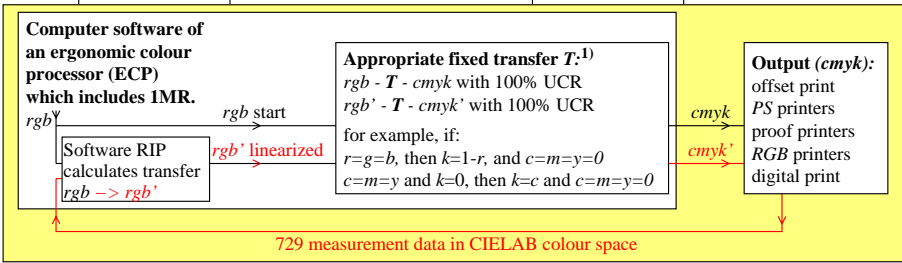 Computer software of
an ergonomic colour
processor (ECP)
which includes 1MR.
rgb
rgb start
Software RIP
calculates transfer
rgb –> rgb’
rgb’ linearized
Appropriate fixed transfer T:1)
rgb - T - cmyk with 100% UCR
rgb’ - T - cmyk’ with 100% UCR
for example, if:
r=g=b, then k=1-r, and c=m=y=0
c=m=y and k=0, then k=c and c=m=y=0
cmyk
cmyk’
Output (cmyk):
offset print
PS printers
proof printers
RGB printers
digital print
729 measurement data in CIELAB colour space